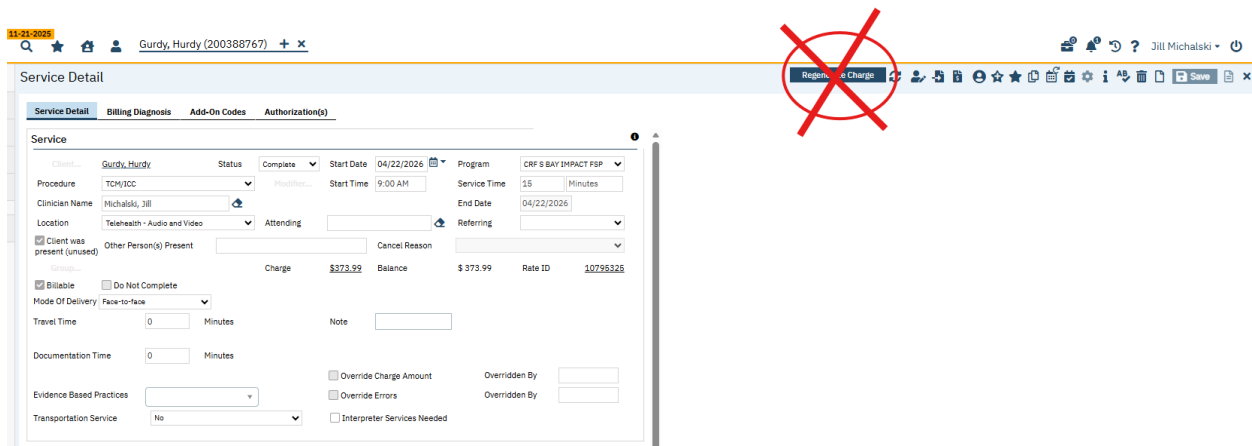 11-21-2025
Gurdy, Hurdy (200388767) + ×
0 1 ? Jill Michalski
Service Detail
Charge
AB
Save
Service Detail Billing Diagnosis Add-On Codes Authorization(s)
Service
Client... Gurdy, Hurdy Status Complete Start Date 04/22/2026 Program CRF S BAY IMPACT FSP
Procedure TCM/ICC Modifier... Start Time 9:00 AM Service Time 15 Minutes
Clinician Name Michalski, Jill End Date 04/22/2026
Location Telehealth - Audio and Video Attending Referring
Client was present (unused) Other Person(s) Present Cancel Reason
Group... Charge $373.99 Balance $ 373.99 Rate ID 10795325
Billable Do Not Complete
Mode Of Delivery Face-to-face
Travel Time 0 Minutes Note
Documentation Time 0 Minutes
Override Charge Amount Overridden By
Evidence Based Practices Override Errors Overridden By
Transportation Service No Interpreter Services Needed